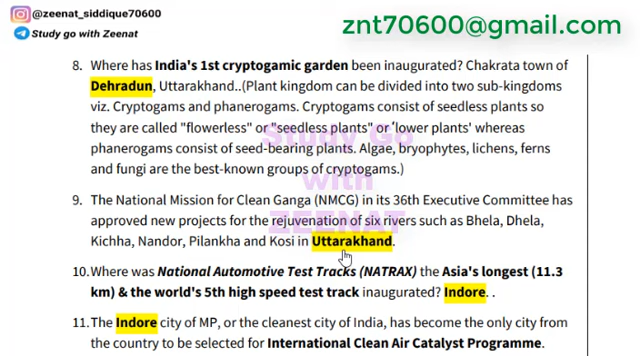 @zeenat_siddique70600
Study go with Zeenat
znt70600@gmail.com
8. Where has India's 1st cryptogamic garden been inaugurated? Chakrata town of
Dehradun, Uttarakhand..(Plant kingdom can be divided into two sub-kingdoms
viz. Cryptogams and phanerogams. Cryptogams consist of seedless plants so
they are called "flowerless" or "seedless plants" or 'lower plants' whereas
phanerogams consist of seed-bearing plants. Algae, bryophytes, lichens, ferns
and fungi are the best-known groups of cryptogams.)
Study Go
with
ZEENAT
9. The National Mission for Clean Ganga (NMCG) in its 36th Executive Committee has
approved new projects for the rejuvenation of six rivers such as Bhela, Dhela,
Kichha, Nandor, Pilankha and Kosi in Uttarakhand.
10. Where was National Automotive Test Tracks (NATRAX) the Asia's longest (11.3
km) & the world's 5th high speed test track inaugurated? Indore. .
11. The Indore city of MP, or the cleanest city of India, has become the only city from
the country to be selected for International Clean Air Catalyst Programme.